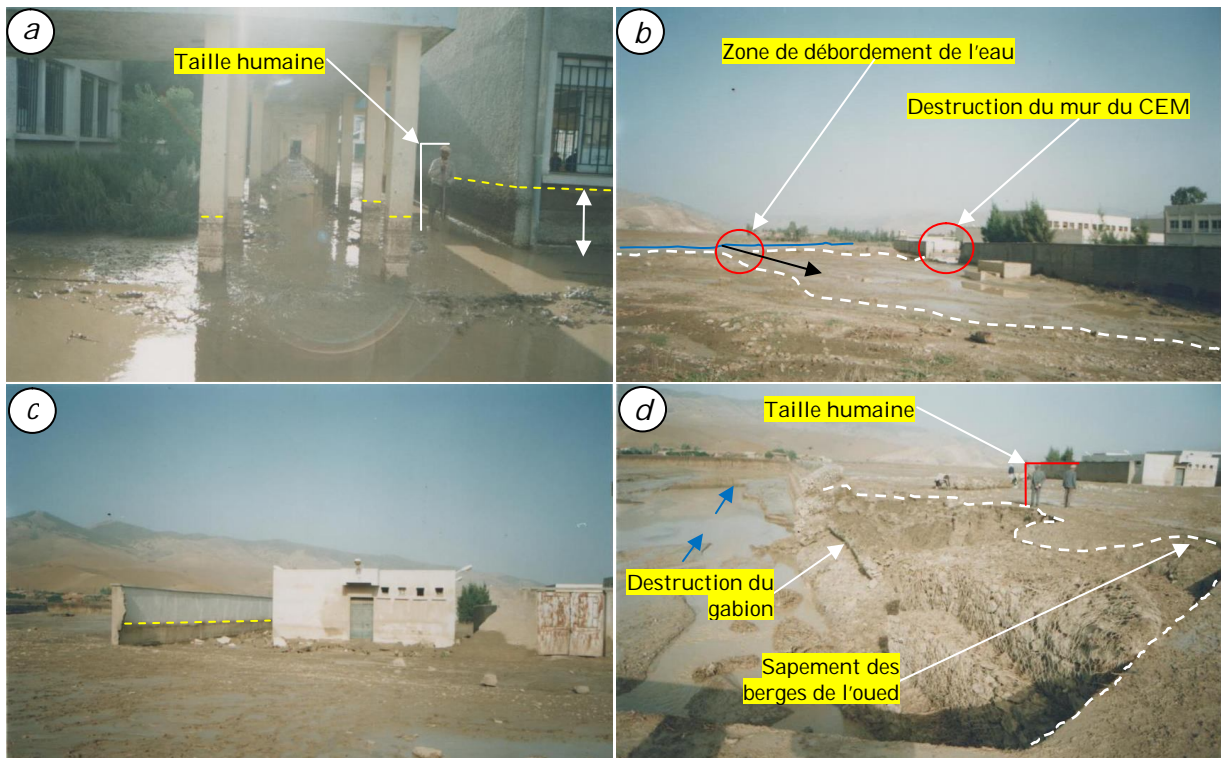 a
Taille humaine
b
Zone de débordement de l'eau
Destruction du mur du CEM
c
d
Taille humaine
Destruction du
gabion
Sapement des
berges de l'oued